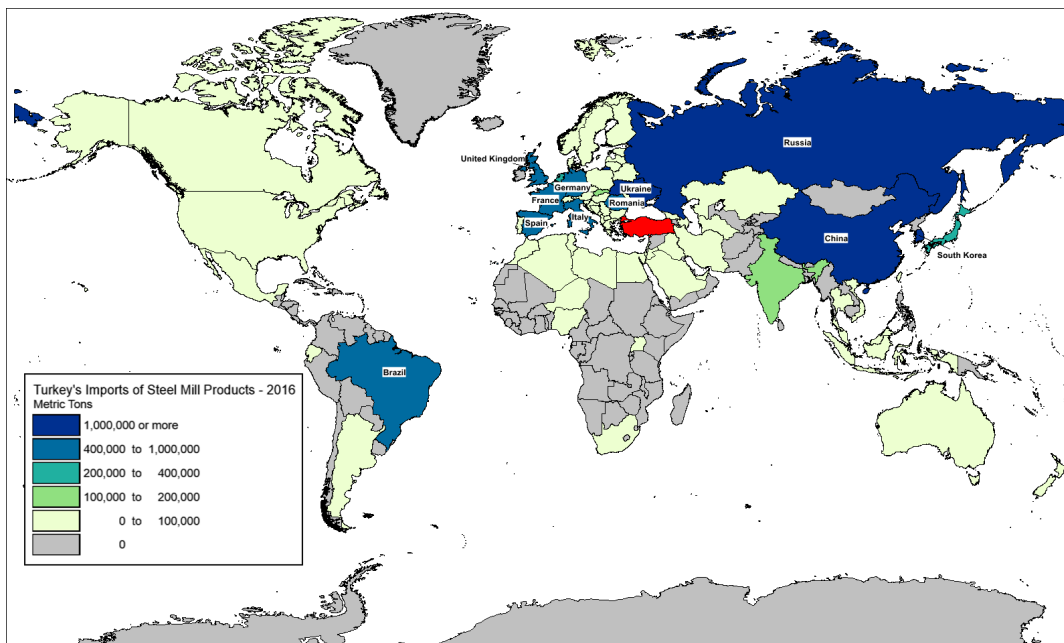 Russia
United Kingdom
Germany
Ukraine
France
Romania
Italy
Spain
China
South Korea
Brazil
Turkey's Imports of Steel Mill Products - 2016
Metric Tons
1,000,000 or more
400,000 to 1,000,000
200,000 to 400,000
100,000 to 200,000
0 to 100,000
0